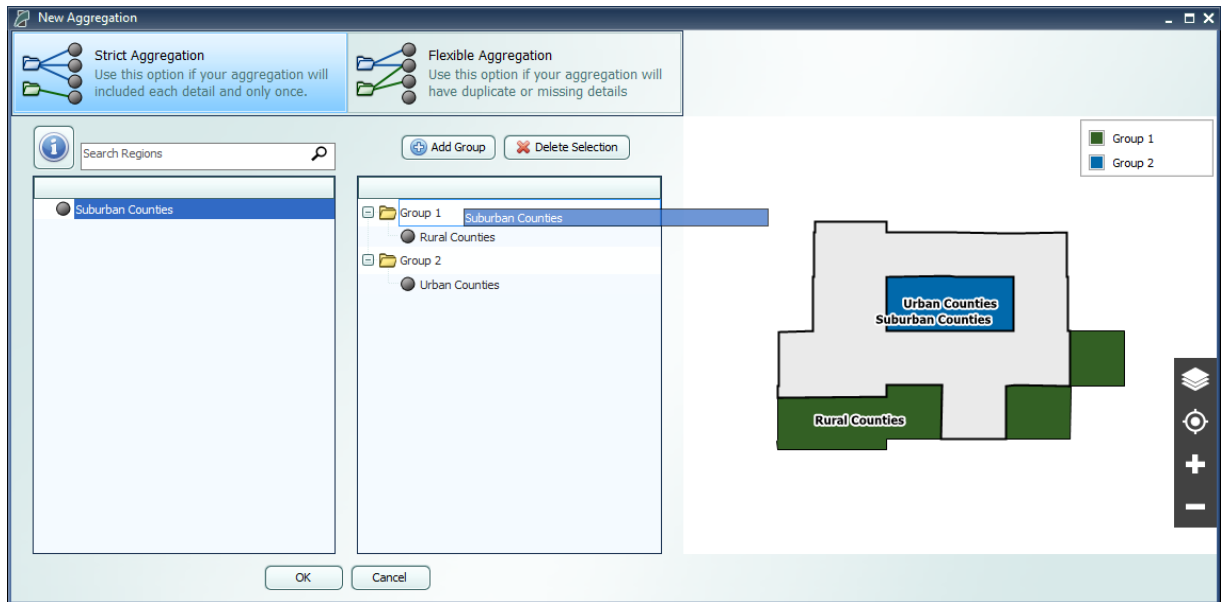 New Aggregation
Strict Aggregation
Use this option if your aggregation will
included each detail and only once.
Flexible Aggregation
Use this option if your aggregation will
have duplicate or missing details
Search Regions
Add Group
Delete Selection
Suburban Counties
Group 1
Suburban Counties
Rural Counties
Group 2
Urban Counties
Group 1
Group 2
Urban Counties
Suburban Counties
Rural Counties
OK
Cancel